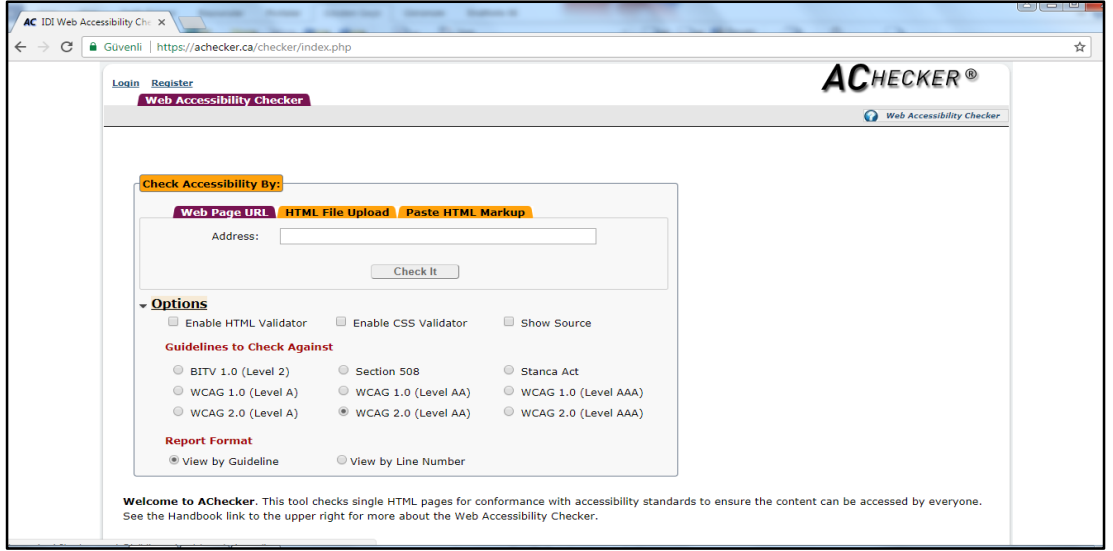 AC IDI Web Accessibility Che
Güvenli | https://achecker.ca/checker/index.php
Login Register
ACHECKER ®
Web Accessibility Checker
Web Accessibility Checker
Check Accessibility By:
Web Page URL HTML File Upload Paste HTML Markup
Address:
Check It
Options
Enable HTML Validator Enable CSS Validator Show Source
Guidelines to Check Against
BITV 1.0 (Level 2) Section 508 Stanca Act
WCAG 1.0 (Level A) WCAG 1.0 (Level AA) WCAG 1.0 (Level AAA)
WCAG 2.0 (Level A) WCAG 2.0 (Level AA) WCAG 2.0 (Level AAA)
Report Format
View by Guideline View by Line Number
Welcome to AChecker. This tool checks single HTML pages for conformance with accessibility standards to ensure the content can be accessed by everyone.
See the Handbook link to the upper right for more about the Web Accessibility Checker.